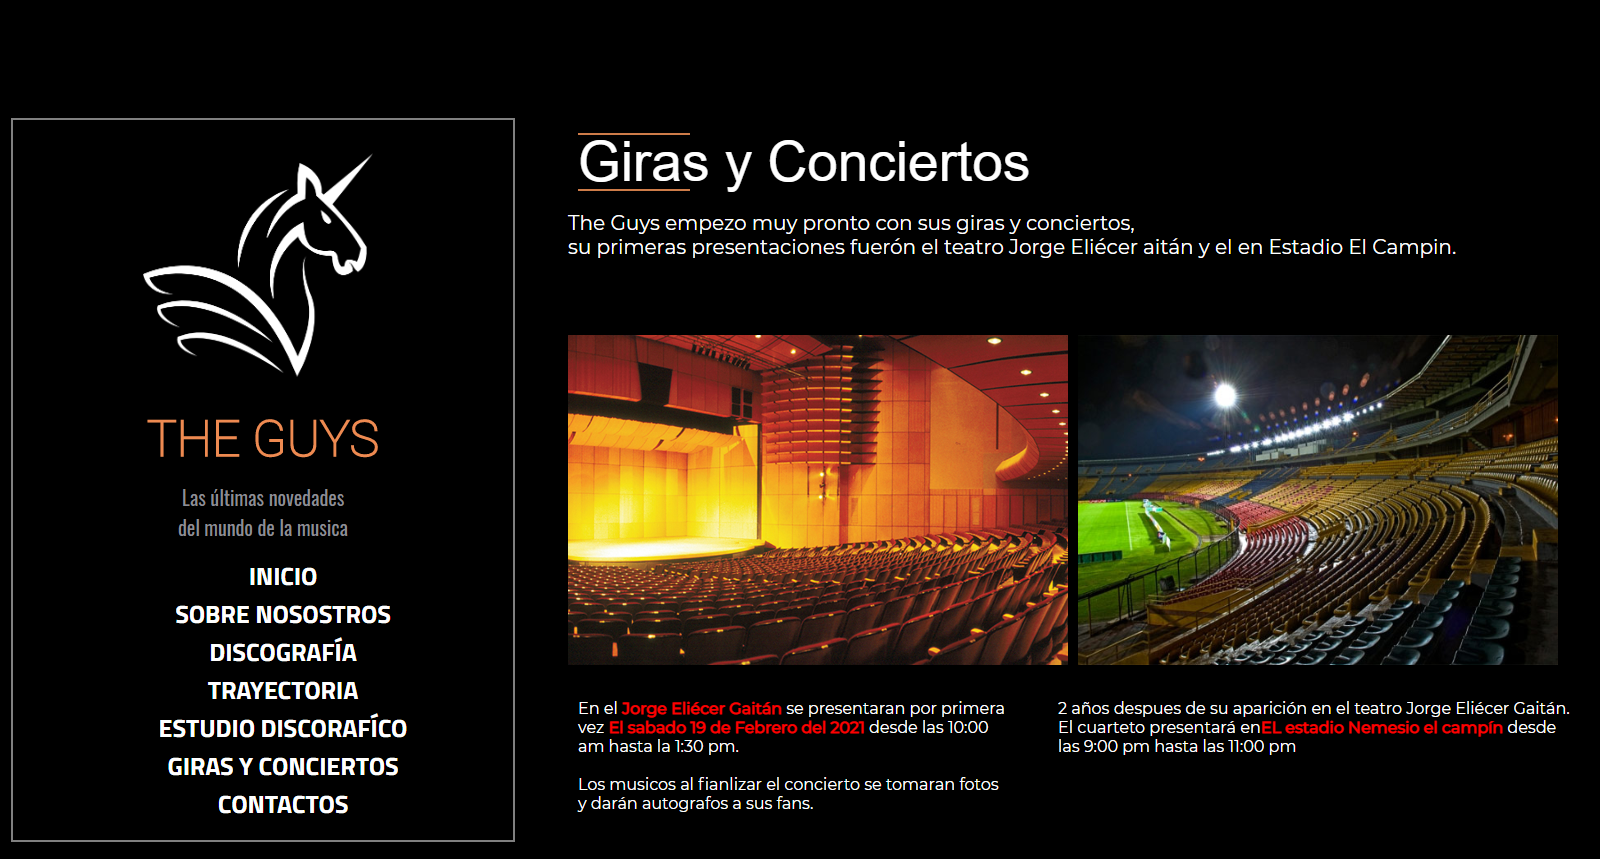 THE GUYS
Las últimas novedades
del mundo de la musica
INICIO
SOBRE NOSOSTROS
DISCOGRAFÍA
TRAYECTORIA
ESTUDIO DISCORAFÍCO
GIRAS Y CONCIERTOS
CONTACTOS
Giras y Conciertos
The Guys empezo muy pronto con sus giras y conciertos,
su primeras presentaciones fuerón el teatro Jorge Eliécer aitán y el en Estadio El Campin.
En el Jorge Eliécer Gaitán se presentaran por primera
vez El sabado 19 de Febrero del 2021 desde las 10:00
am hasta la 1:30 pm.
Los musicos al fianlizar el concierto se tomaran fotos
y darán autografos a sus fans.
2 años despues de su aparición en el teatro Jorge Eliécer Gaitán.
El cuarteto presentará enEL estadio Nemesio el campín desde
las 9:00 pm hasta las 11:00 pm